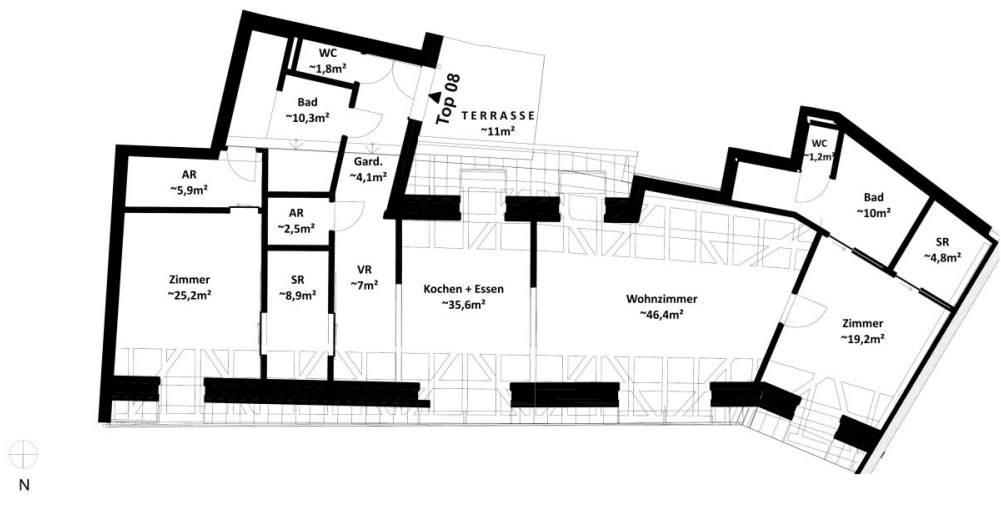 WC
~1,8m²
Bad
~10,3m²
Top 08
TERRASSE
~11m²
Gard.
~4,1m²
AR
~5,9m²
AR
~2,5m²
Zimmer
~25,2m²
SR
~8,9m²
VR
~7m²
Kochen + Essen
~35,6m²
Wohnzimmer
~46,4m²
WC
~1,2m²
Bad
~10m²
SR
~4,8m²
Zimmer
~19,2m²
N